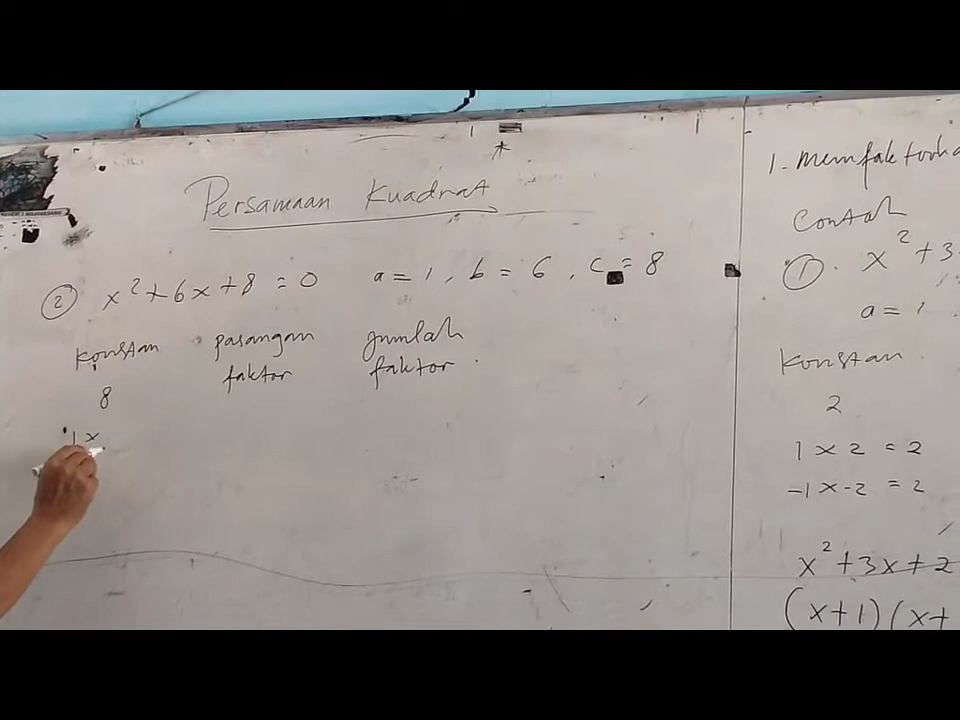 Persamaan Kuadrat
② x² + 6x + 8 = 0    a = 1 , b = 6 , c = 8
Konstan    pasangan faktor    jumlah faktor
8
1 x
1. Memfaktorka
Contoh
① . x² + 3
a = 1
Konstan
2
1 x 2 = 2
-1 x -2 = 2
x² + 3x + 2
(x+1) (x+